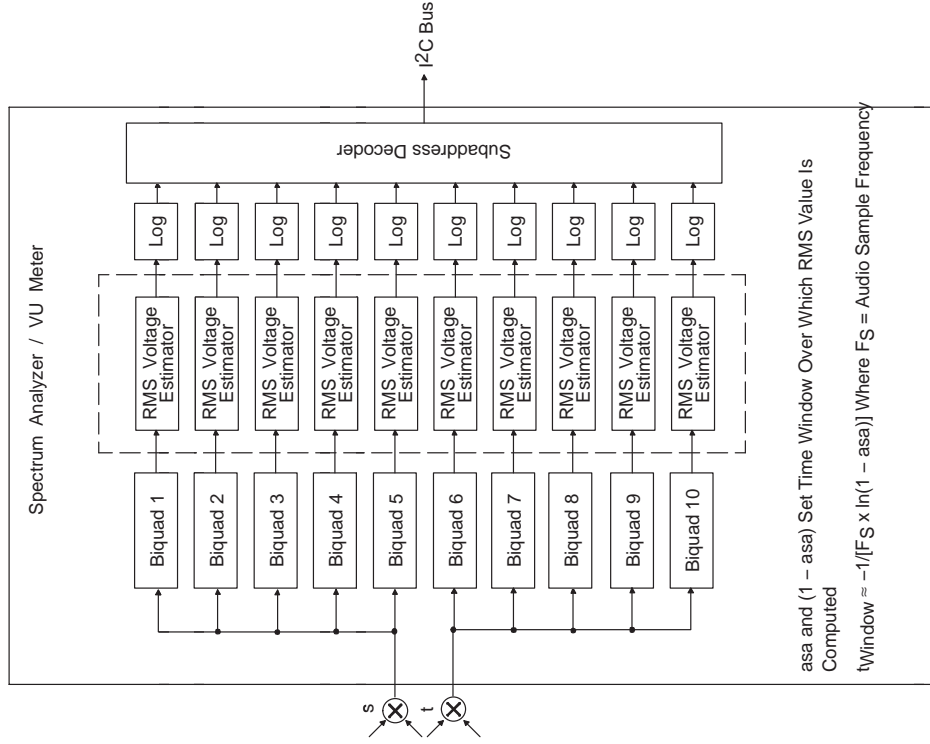 Spectrum Analyzer / VU Meter
s
t
Biquad 1
RMS Voltage
Estimator
Log
Biquad 2
RMS Voltage
Estimator
Log
Biquad 3
RMS Voltage
Estimator
Log
Biquad 4
RMS Voltage
Estimator
Log
Biquad 5
RMS Voltage
Estimator
Log
Biquad 6
RMS Voltage
Estimator
Log
Biquad 7
RMS Voltage
Estimator
Log
Biquad 8
RMS Voltage
Estimator
Log
Biquad 9
RMS Voltage
Estimator
Log
Biquad 10
RMS Voltage
Estimator
Log
Subaddress Decoder
I²C Bus
asa and (1 – asa) Set Time Window Over Which RMS Value Is
Computed
tWindow ≈ –1/[FS x ln(1 – asa)] Where FS = Audio Sample Frequency